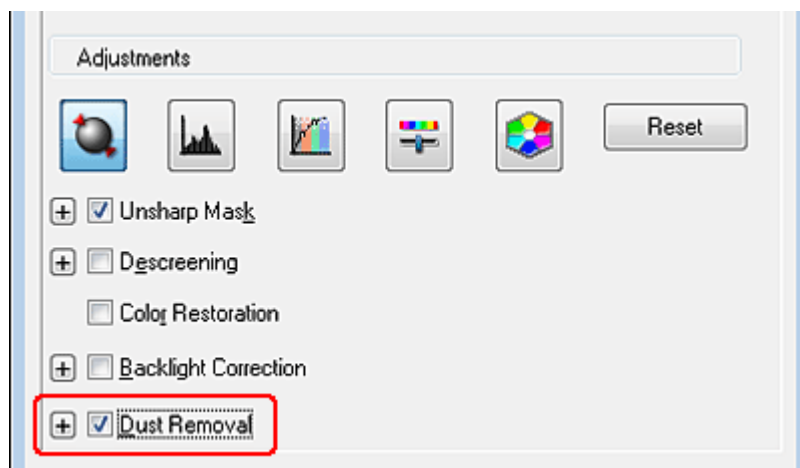 Adjustments
Reset
Unsharp Mask
Descreening
Color Restoration
Backlight Correction
Dust Removal